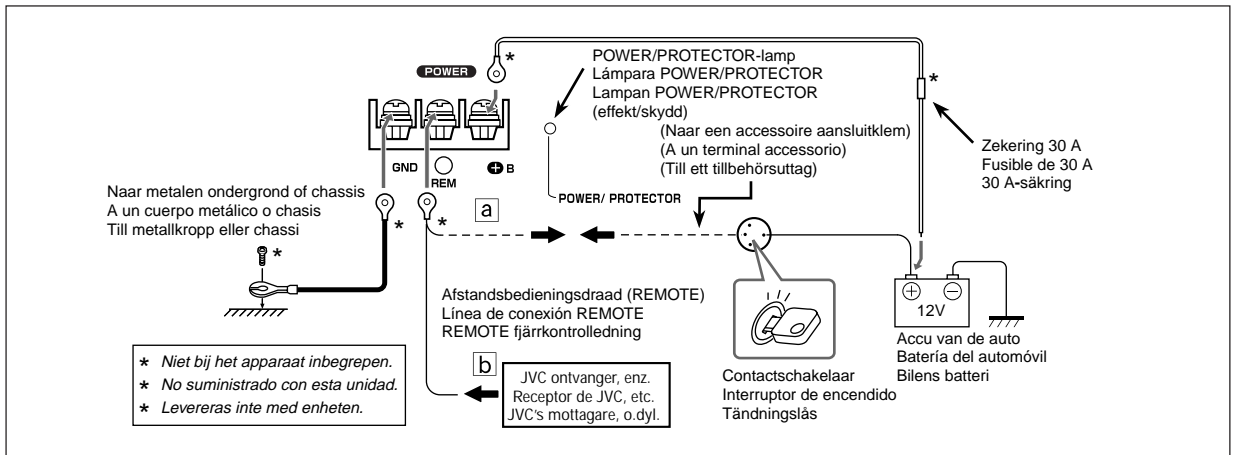 POWER
*
POWER/PROTECTOR-lamp
Lámpara POWER/PROTECTOR
Lampan POWER/PROTECTOR
(effekt/skydd)
(Naar een accessoire aansluitklem)
(A un terminal accessorio)
(Till ett tillbehörsuttag)
*
Zekering 30 A
Fusible de 30 A
30 A-säkring
GND
REM
+ B
POWER/ PROTECTOR
Naar metalen ondergrond of chassis
A un cuerpo metálico o chasis
Till metallkropp eller chassi
*
*
*
a
Afstandsbedieningsdraad (REMOTE)
Línea de conexión REMOTE
REMOTE fjärrkontrolledning
+ −
12V
Accu van de auto
Batería del automóvil
Bilens batteri
* Niet bij het apparaat inbegrepen.
* No suministrado con esta unidad.
* Levereras inte med enheten.
b
JVC ontvanger, enz.
Receptor de JVC, etc.
JVC's mottagare, o.dyl.
Contactschakelaar
Interruptor de encendido
Tändningslås